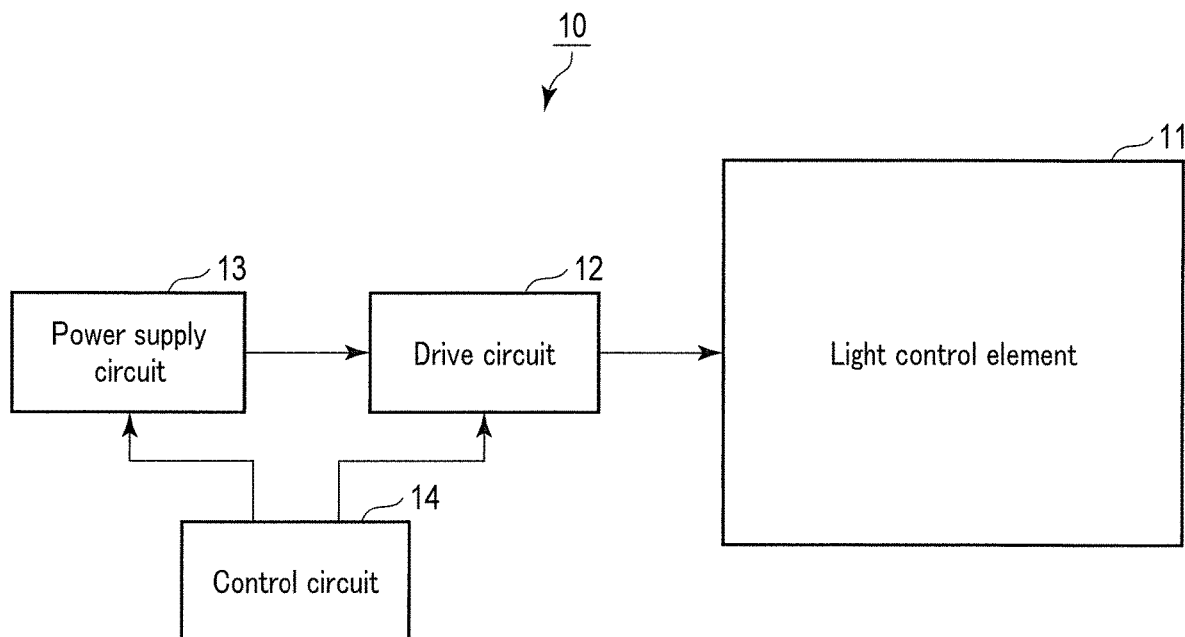 10
11
13
12
Power supply
circuit
Drive circuit
Light control element
14
Control circuit